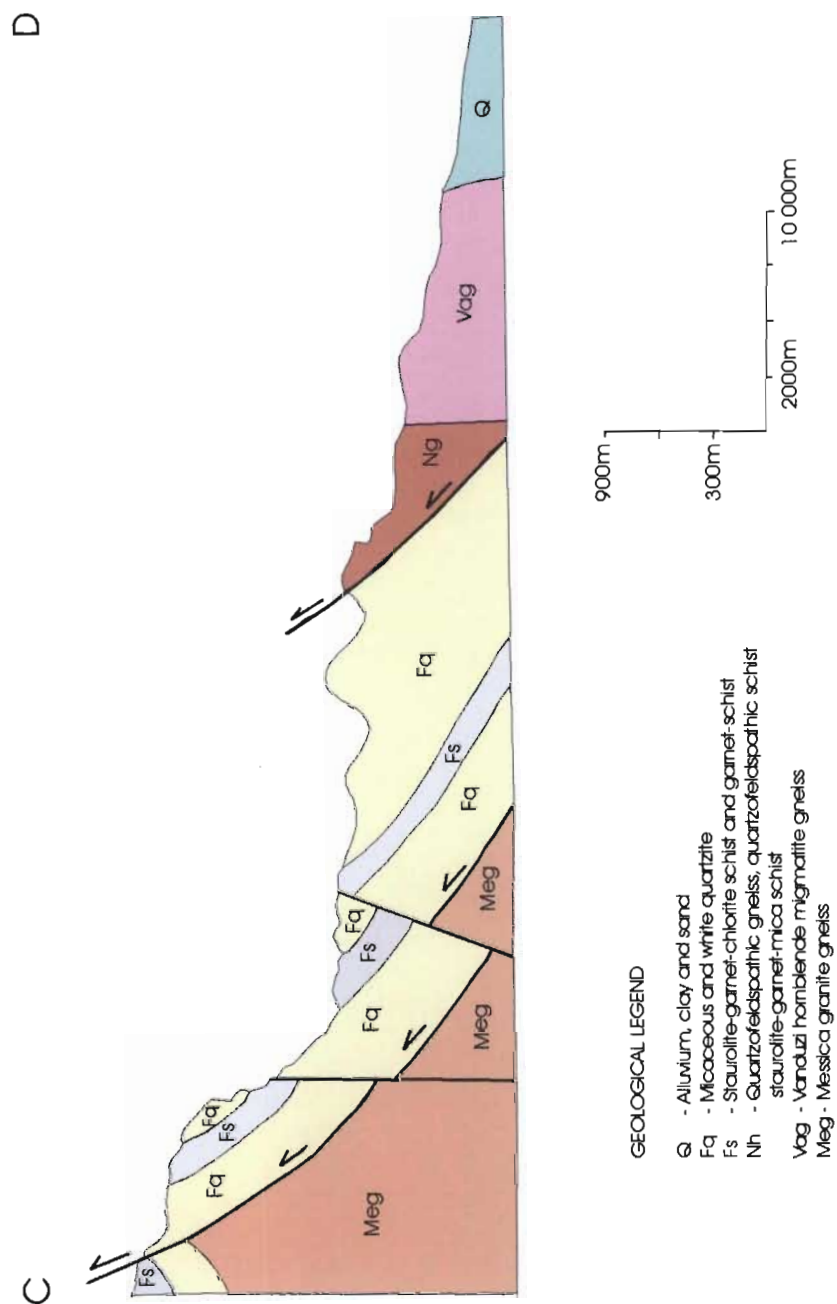 C
D
Fs
Fq
Fs
Fq
Meg
Fq
Fs
Fq
Meg
Fq
Fs
Meg
Fq
Ng
Vag
Q
900m
300m
2000m
10 000m
GEOLOGICAL LEGEND
Q - Alluvium, clay and sand
Fq - Micaceous and white quartzite
Fs - Staurolite-garnet-chlorite schist and garnet-schist
Nh - Quartzofeldspathic gneiss, quartzofeldspathic schist
staurolite-garnet-mica schist
Vag - Vanduzi hornblende migmatite gneiss
Meg - Messica granite gneiss